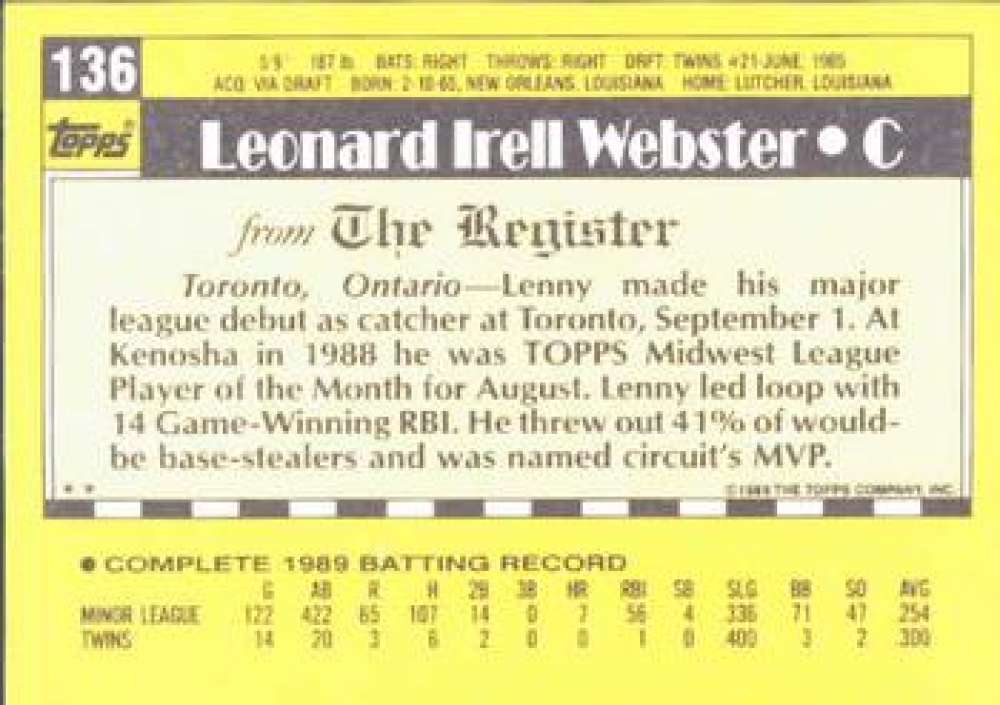 136
5'9" 187 lb. BATS: RIGHT THROWS: RIGHT DRFT: TWINS #21-JUNE, 1985
ACQ: VIA DRAFT BORN: 2-10-65, NEW ORLEANS, LOUISIANA HOME: LUTCHER, LOUISIANA
TOPPS®
Leonard Irell Webster • C
from The Register
Toronto, Ontario—Lenny made his major
league debut as catcher at Toronto, September 1. At
Kenosha in 1988 he was TOPPS Midwest League
Player of the Month for August. Lenny led loop with
14 Game-Winning RBI. He threw out 41% of would-
be base-stealers and was named circuit's MVP.
* * ©1989 THE TOPPS COMPANY, INC.
● COMPLETE 1989 BATTING RECORD
G AB R H 2B 3B HR RBI SB SLG BB SO AVG
MINOR LEAGUE 122 422 65 107 14 0 7 56 4 .336 71 47 .254
TWINS 14 20 3 6 2 0 0 1 0 .400 3 2 .300